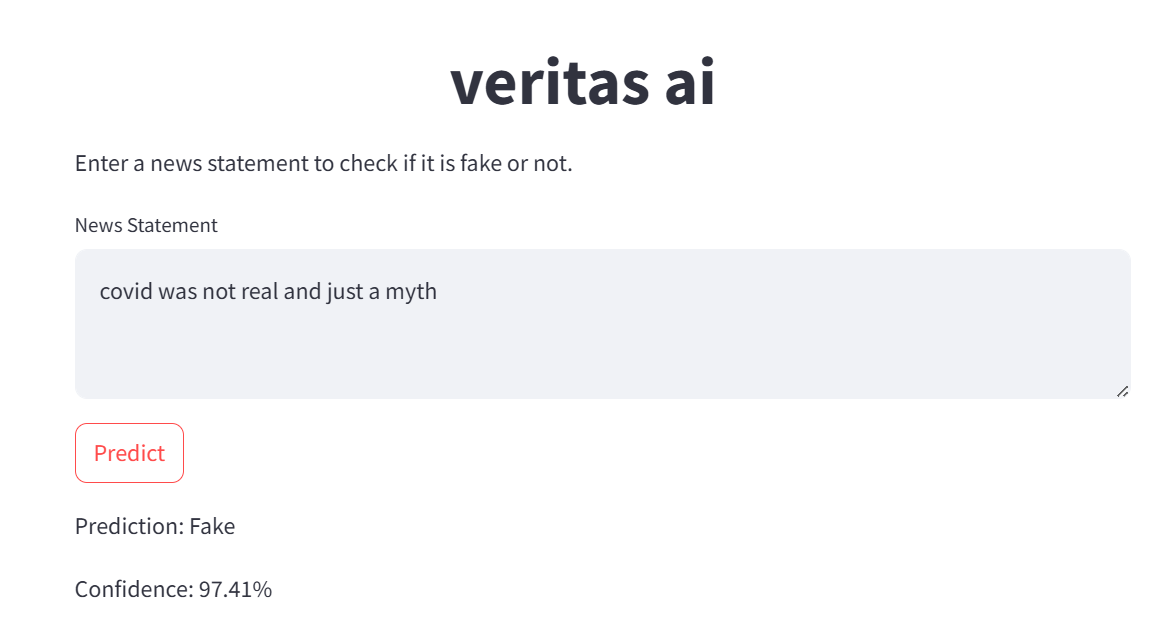 veritas ai
Enter a news statement to check if it is fake or not.
News Statement
covid was not real and just a myth
Predict
Prediction: Fake
Confidence: 97.41%